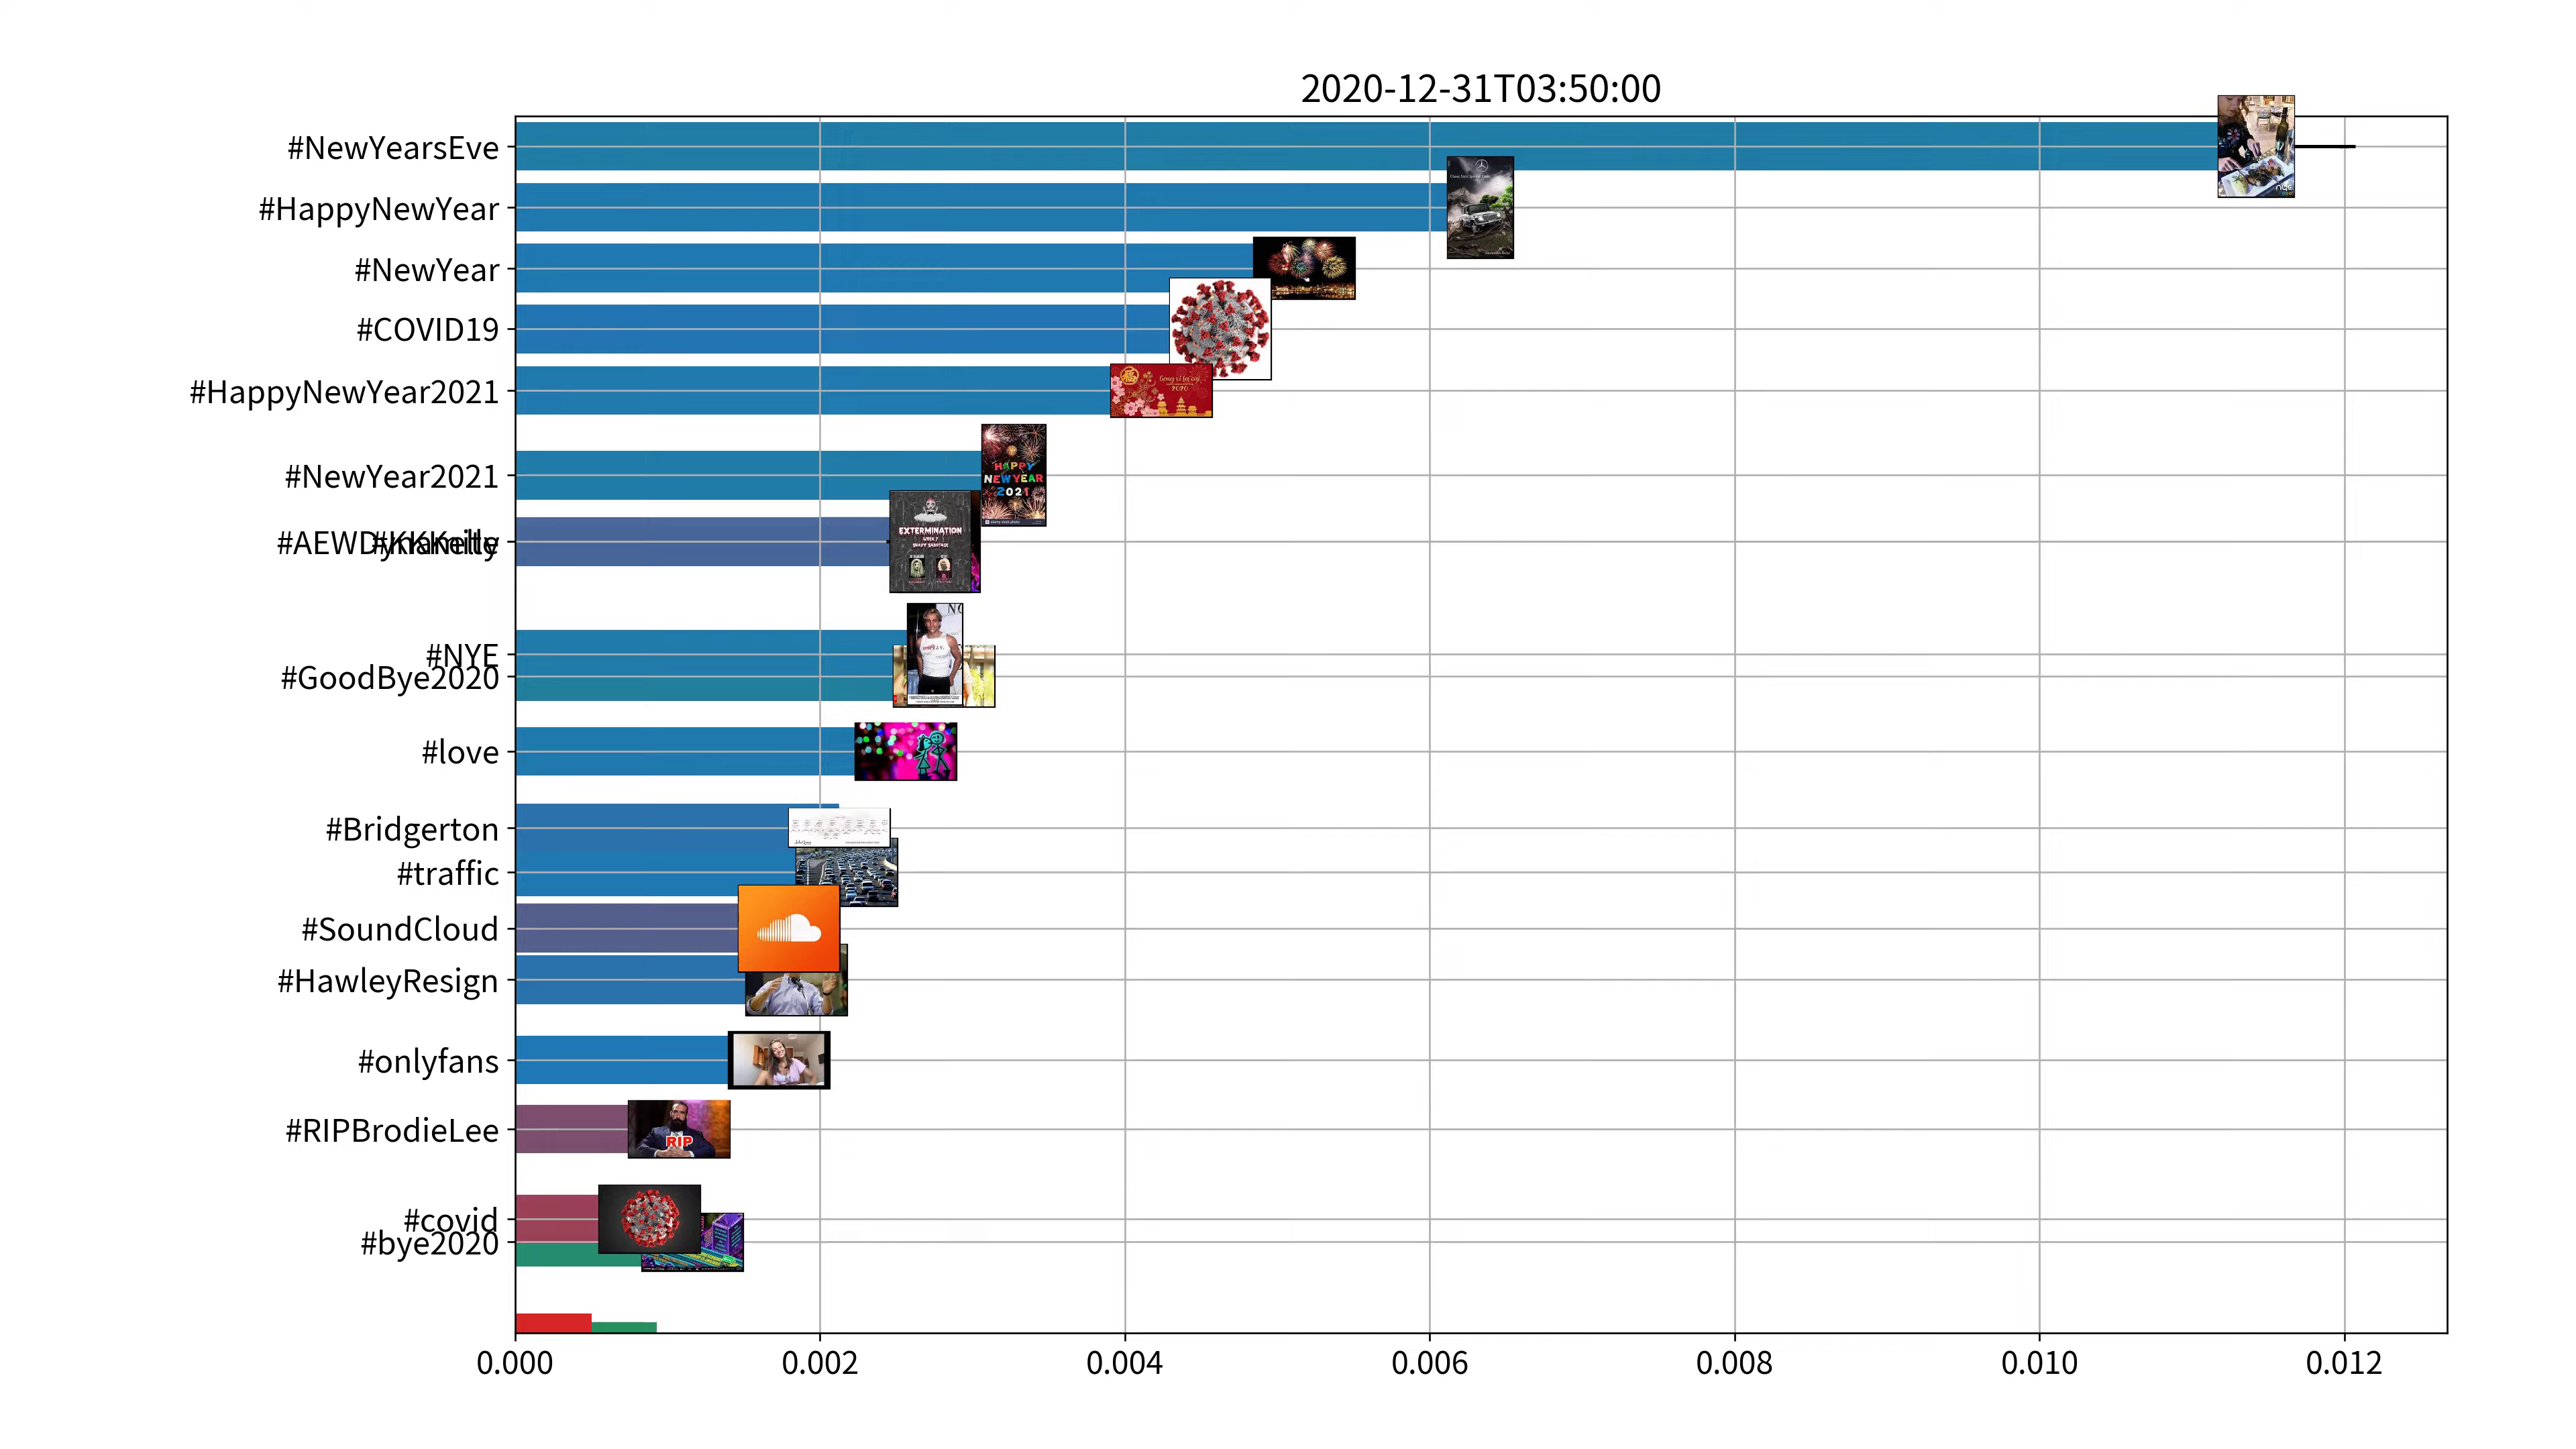 2020-12-31T03:50:00
#NewYearsEve
#HappyNewYear
#NewYear
#COVID19
#HappyNewYear2021
2020
#NewYear2021
HAPPY
NEW YEAR
2021
EXTERMINATION
#NYE
#GoodBye2020
#love
#Bridgerton
#traffic
#SoundCloud
#HawleyResign
#onlyfans
#RIPBrodieLee
RIP
#covid
#bye2020
0.000 0.002 0.004 0.006 0.008 0.010 0.012